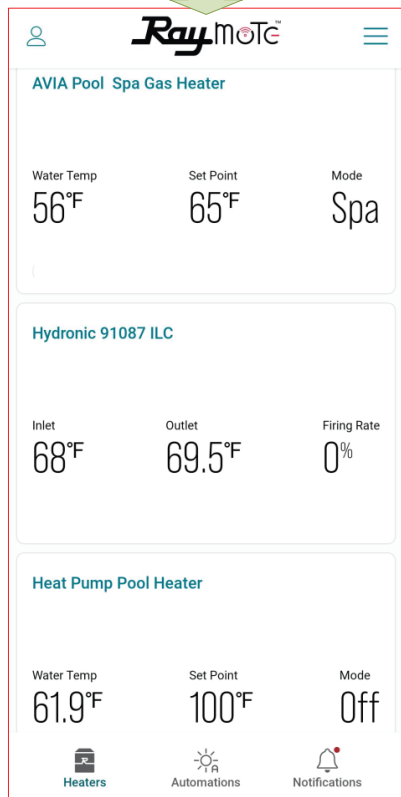 RayMoTe™
AVIA Pool Spa Gas Heater
Water Temp Set Point Mode
56°F 65°F Spa
Hydronic 91087 ILC
Inlet Outlet Firing Rate
68°F 69.5°F 0%
Heat Pump Pool Heater
Water Temp Set Point Mode
61.9°F 100°F Off
R A
Heaters Automations Notifications